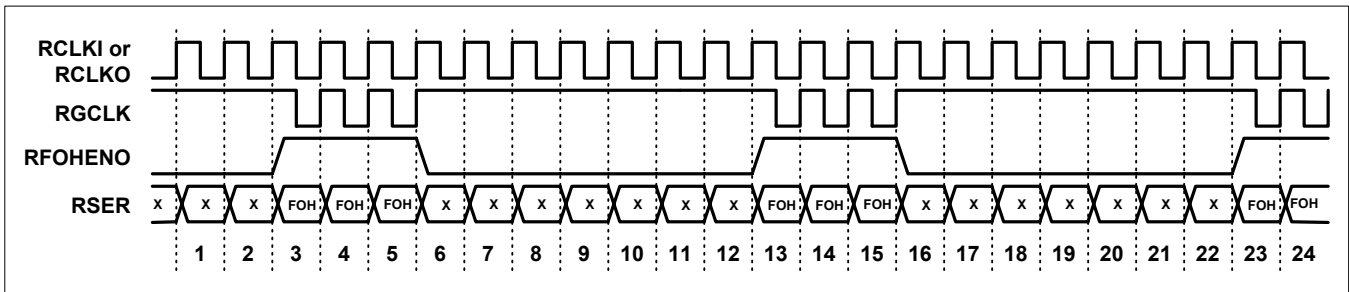 RCLKI or
RCLKO
RGCLK
RFOHENO
RSER X X X FOH FOH FOH X X X X X X X FOH FOH FOH X X X X X X X FOH FOH
1 2 3 4 5 6 7 8 9 10 11 12 13 14 15 16 17 18 19 20 21 22 23 24